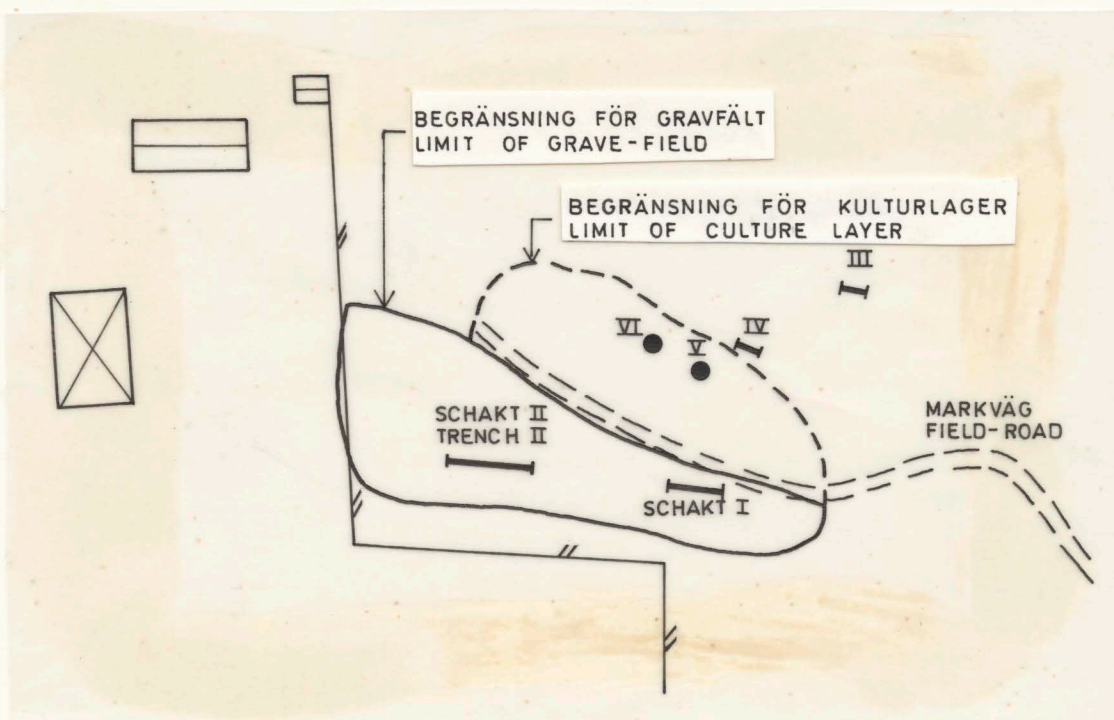 BEGRÄNSNING FÖR GRAVFÄLT
LIMIT OF GRAVE-FIELD
BEGRÄNSNING FÖR KULTURLAGER
LIMIT OF CULTURE LAYER
III
VI
V
IV
SCHAKT II
TRENCH II
MARKVÄG
FIELD-ROAD
SCHAKT I